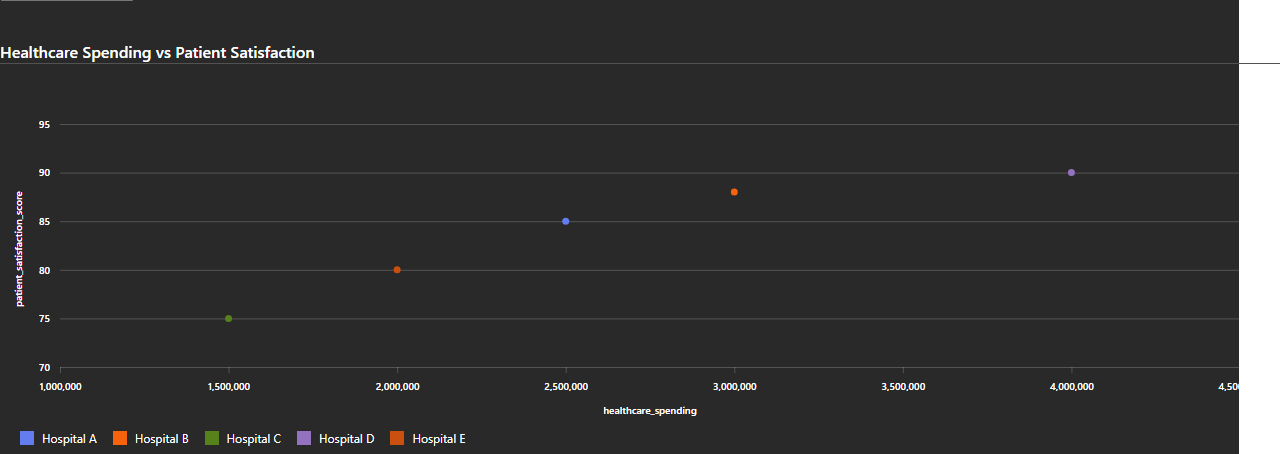 Healthcare Spending vs Patient Satisfaction
95
90
85
80
75
70
patient_satisfaction_score
1,000,000 1,500,000 2,000,000 2,500,000 3,000,000 3,500,000 4,000,000 4,500
healthcare_spending
Hospital A Hospital B Hospital C Hospital D Hospital E